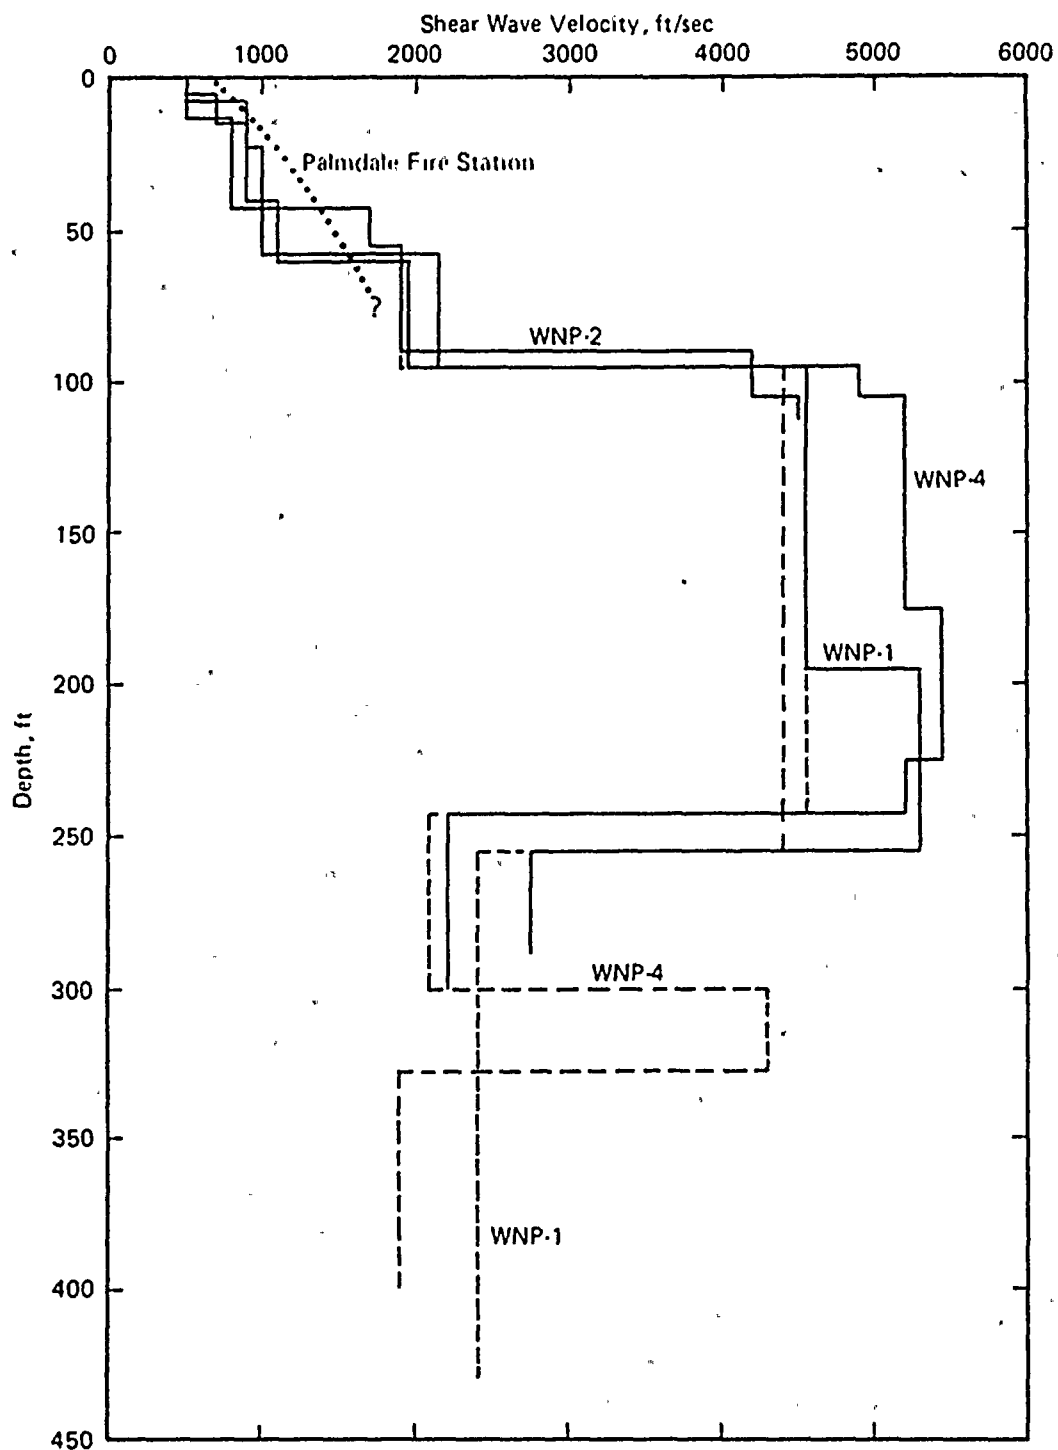 Shear Wave Velocity, ft/sec
0 1000 2000 3000 4000 5000 6000
0
Palmdale Fire Station
50
?
WNP-2
100
WNP-4
150
WNP-1
200
Depth, ft
250
WNP-4
300
350
WNP-1
400
450